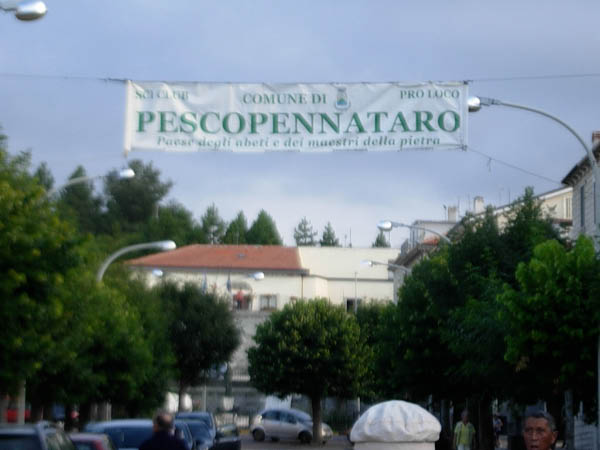 SCI CLUB COMUNE DI PRO LOCO
PESCOPENNATARO
Paese degli abeti e dei maestri della pietra